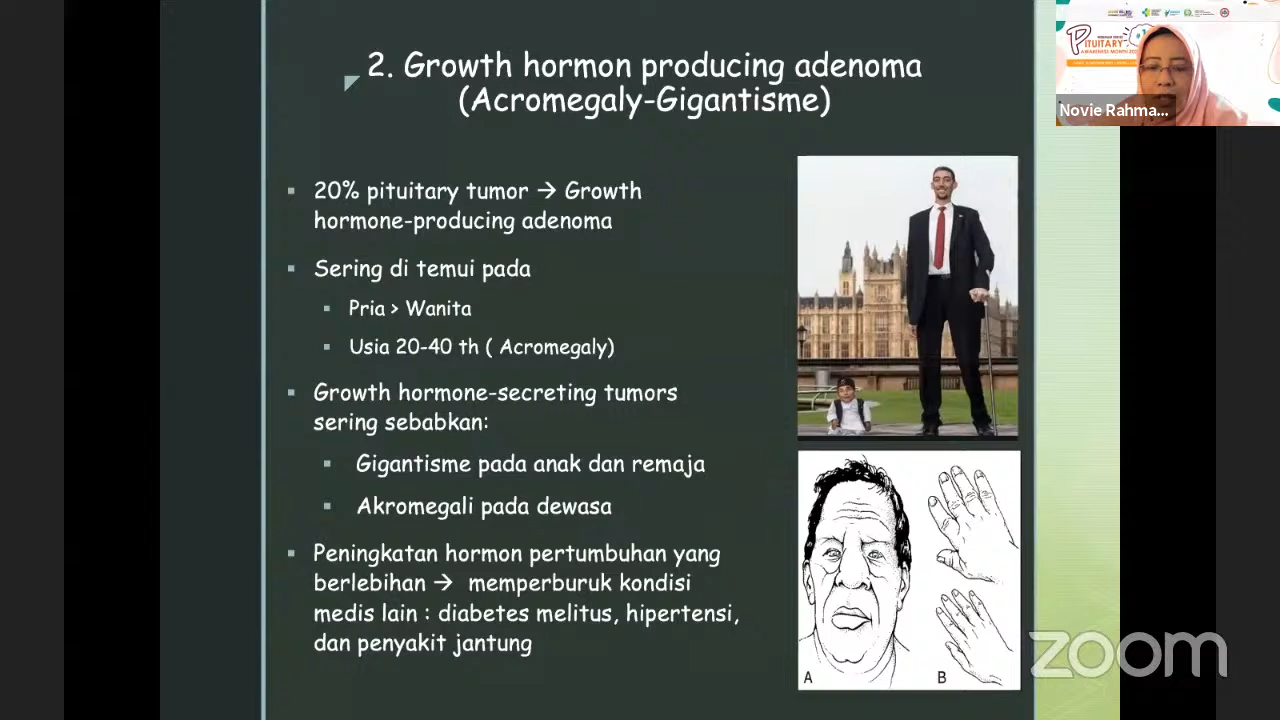 2. Growth hormon producing adenoma
(Acromegaly-Gigantisme)
20% pituitary tumor → Growth
hormone-producing adenoma
Sering di temui pada
Pria > Wanita
Usia 20-40 th ( Acromegaly)
Growth hormone-secreting tumors
sering sebabkan:
Gigantisme pada anak dan remaja
Akromegali pada dewasa
Peningkatan hormon pertumbuhan yang
berlebihan → memperburuk kondisi
medis lain : diabetes melitus, hipertensi,
dan penyakit jantung
A
B
PITUITARY
Novie Rahma...
zoom